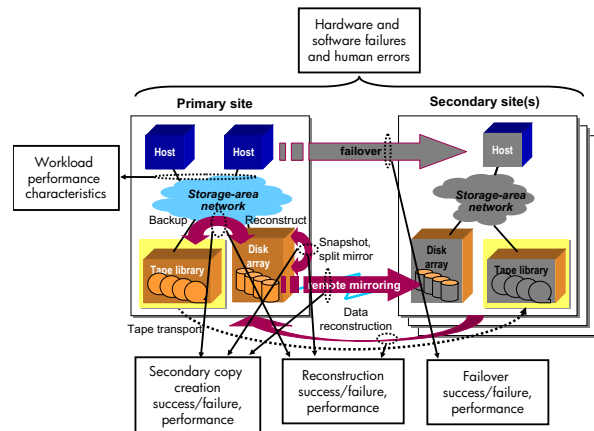 Hardware and
software failures
and human errors
Primary site
Secondary site(s)
Host
Host
failover
Host
Workload
performance
characteristics
Storage-area
network
Storage-area
network
Backup
Reconstruct
Disk
array
Snapshot,
split mirror
Disk
array
Tape library
Tape library
remote mirroring
Tape transport
Data
reconstruction
Secondary copy
creation
success/failure,
performance
Reconstruction
success/failure,
performance
Failover
success/failure,
performance